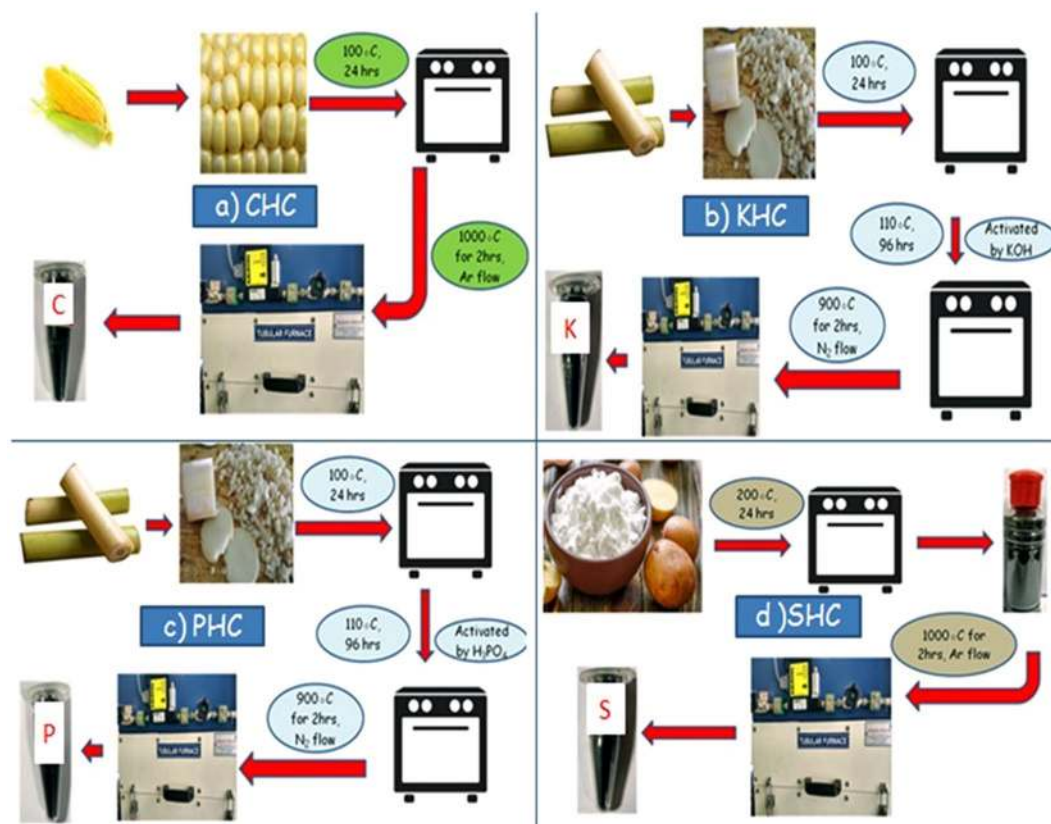 100◦C,
24 hrs
a) CHC
1000◦C
for 2hrs,
Ar flow
TUBULAR FURNACE
C
100◦C,
24 hrs
b) KHC
110◦C,
96 hrs
Activated
by KOH
900◦C
for 2hrs,
N₂ flow
TUBULAR FURNACE
K
100◦C,
24 hrs
c) PHC
110◦C,
96 hrs
Activated
by H₃PO₄
900◦C
for 2hrs,
N₂ flow
TUBULAR FURNACE
P
200◦C,
24 hrs
d )SHC
1000◦C for
2hrs, Ar flow
TUBULAR FURNACE
S